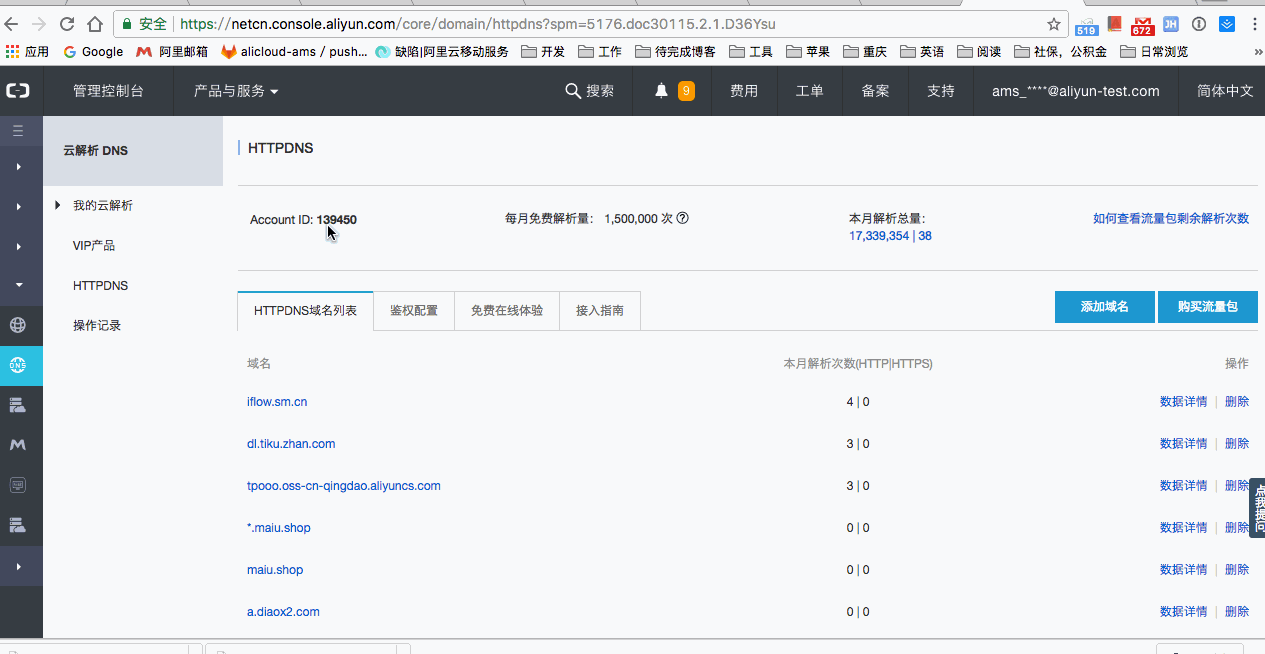 安全 https://netcn.console.aliyun.com/core/domain/httpdns?spm=5176.doc30115.2.1.D36Ysu 519 672 JH
应用 Google 阿里邮箱 alicloud-ams / push... 缺陷|阿里云移动服务 开发 工作 待完成博客 工具 苹果 重庆 英语 阅读 社保，公积金 日常浏览 »
管理控制台 产品与服务 搜索 9 费用 工单 备案 支持 ams_****@aliyun-test.com 简体中文
云解析 DNS
我的云解析
VIP产品
HTTPDNS
操作记录
DNS
HTTPDNS
Account ID: 139450
每月免费解析量： 1,500,000 次
本月解析总量：
17,339,354 | 38
如何查看流量包剩余解析次数
HTTPDNS域名列表 鉴权配置 免费在线体验 接入指南 添加域名 购买流量包
域名 本月解析次数(HTTP|HTTPS) 操作
iflow.sm.cn 4 | 0 数据详情 | 删除
dl.tiku.zhan.com 3 | 0 数据详情 | 删除
tpooo.oss-cn-qingdao.aliyuncs.com 3 | 0 数据详情 | 删除
*.maiu.shop 0 | 0 数据详情 | 删除
maiu.shop 0 | 0 数据详情 | 删除
a.diaox2.com 0 | 0 数据详情 | 删除
点我提问